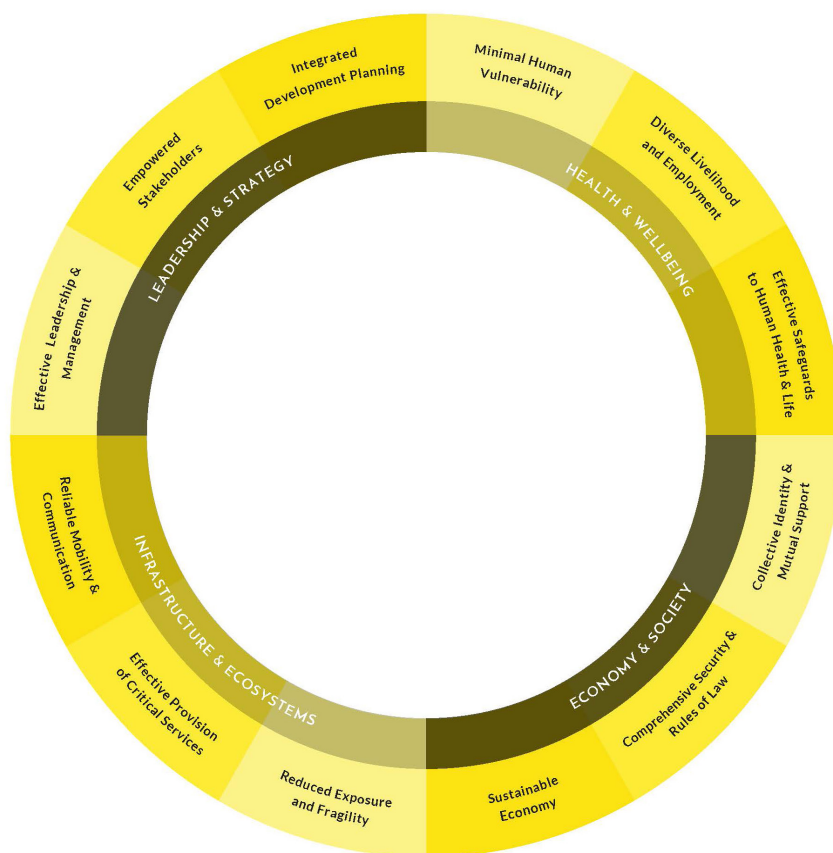 Integrated
Development Planning
Minimal Human
Vulnerability
Diverse Livelihood
and Employment
Effective Safeguards
to Human Health & Life
Collective Identity &
Mutual Support
Comprehensive Security &
Rules of Law
Sustainable
Economy
Reduced Exposure
and Fragility
Effective Provision
of Critical Services
Reliable Mobility &
Communication
Effective Leadership &
Management
Empowered
Stakeholders
LEADERSHIP & STRATEGY
HEALTH & WELLBEING
ECONOMY & SOCIETY
INFRASTRUCTURE & ECOSYSTEMS